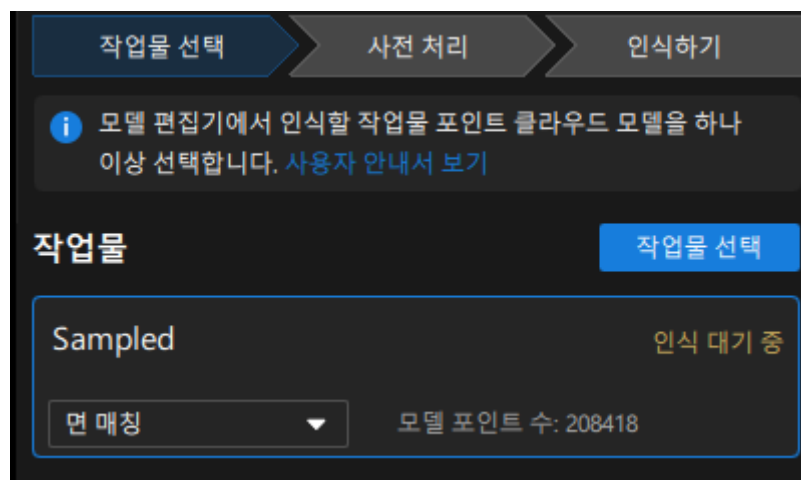 작업물 선택
사전 처리
인식하기
모델 편집기에서 인식할 작업물 포인트 클라우드 모델을 하나
이상 선택합니다. 사용자 안내서 보기
작업물
작업물 선택
Sampled
인식 대기 중
면 매칭
모델 포인트 수: 208418